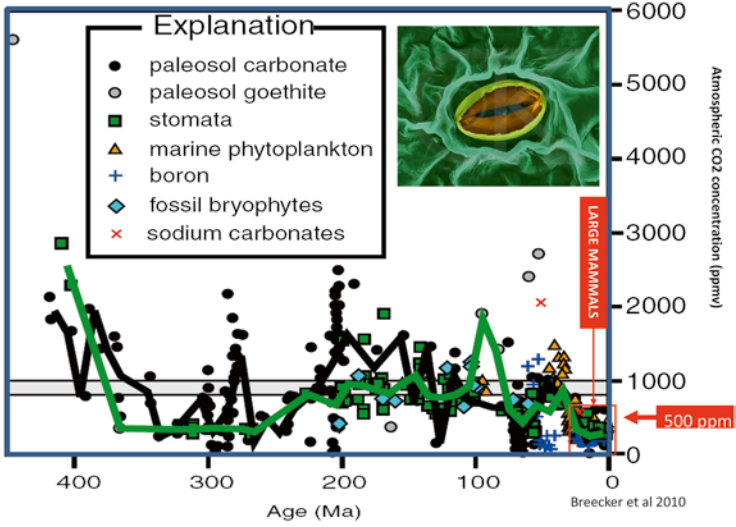 Explanation
paleosol carbonate
paleosol goethite
stomata
marine phytoplankton
boron
fossil bryophytes
sodium carbonates
6000
5000
4000
3000
2000
1000
0
Atmospheric CO2 concentration (ppmv)
LARGE MAMMALS
500 ppm
400
300
200
100
0
Age (Ma)
Breecker et al 2010